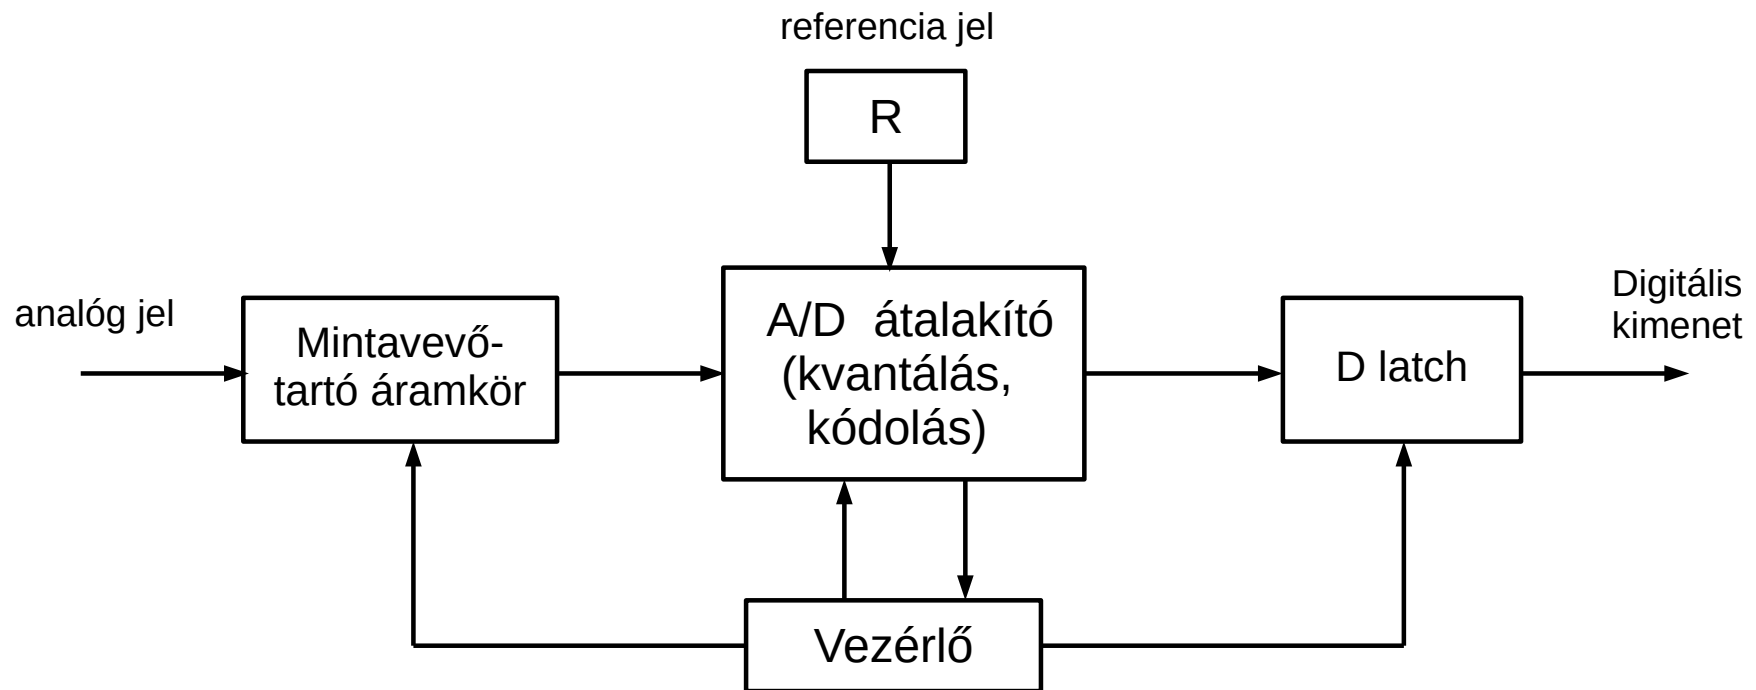 referencia jel
R
analóg jel
Mintavevő-
tartó áramkör
A/D  átalakító
(kvantálás,
kódolás)
D latch
Digitális
kimenet
Vezérlő